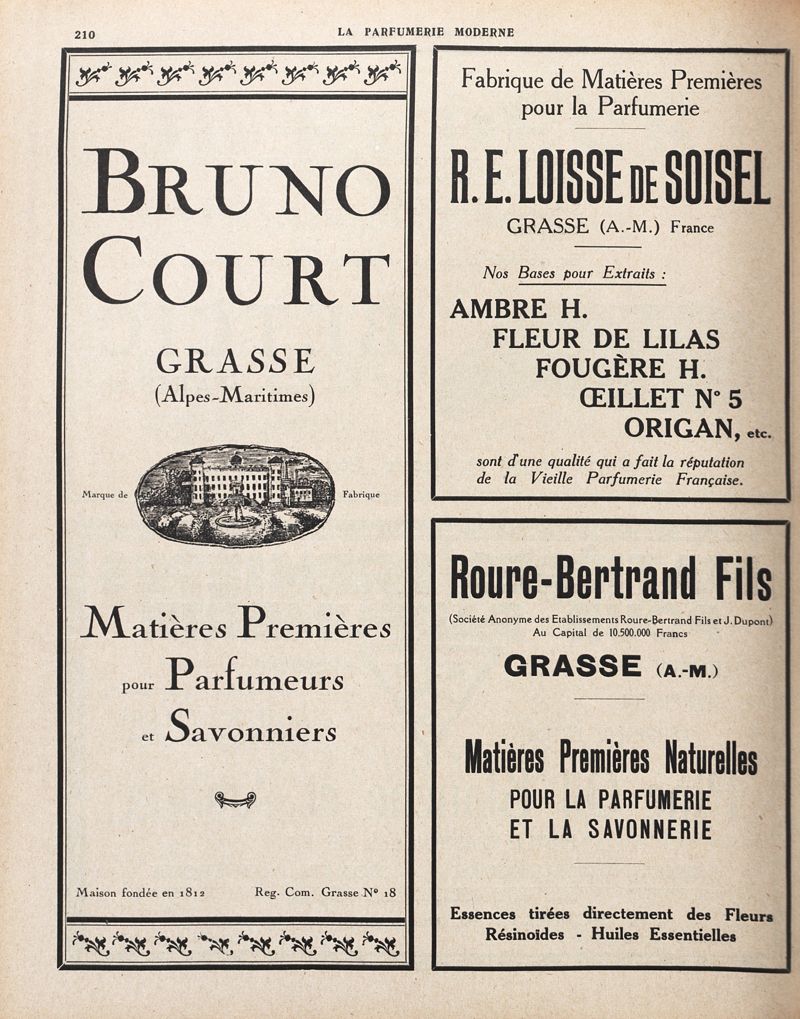 210
LA PARFUMERIE MODERNE
BRUNO
COURT
GRASSE
(Alpes-Maritimes)
Marque de
Fabrique
Matières Premières
pour Parfumeurs
et Savonniers
Maison fondée en 1812
Reg. Com. Grasse Nº 18
Fabrique de Matières Premières
pour la Parfumerie
R. E. LOISSE DE SOISEL
GRASSE (A.-M.) France
Nos Bases pour Extraits :
AMBRE H.
FLEUR DE LILAS
FOUGÈRE H.
ŒILLET N° 5
ORIGAN, etc.
sont d'une qualité qui a fait la réputation
de la Vieille Parfumerie Française.
Roure-Bertrand Fils
(Société Anonyme des Etablissements Roure-Bertrand Fils et J. Dupont)
Au Capital de 10.500.000 Francs
GRASSE (A.-M.)
Matières Premières Naturelles
POUR LA PARFUMERIE
ET LA SAVONNERIE
Essences tirées directement des Fleurs
Résinoïdes - Huiles Essentielles